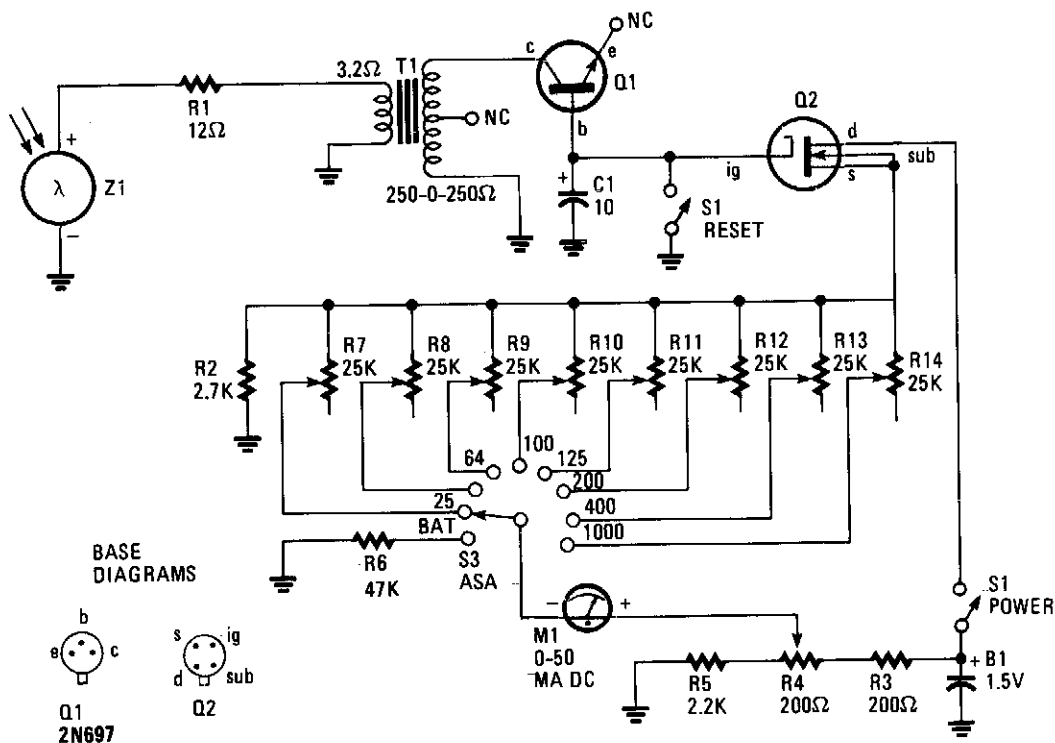 NC
c
e
3.2Ω
T1
Q1
R1
12Ω
NC
b
Q2
d
+
+
ig
sub
s
λ
Z1
C1
10
S1
RESET
250-0-250Ω
−
R7
25K
R8
25K
R9
25K
R10
25K
R11
25K
R12
25K
R13
25K
R14
25K
R2
2.7K
100
64
125
200
25
400
BAT
1000
S3
ASA
R6
47K
BASE
DIAGRAMS
S1
POWER
−
+
M1
0-50
MA DC
b
e
c
s
ig
d
sub
R5
2.2K
R4
200Ω
R3
200Ω
+
B1
1.5V
Q1
2N697
Q2